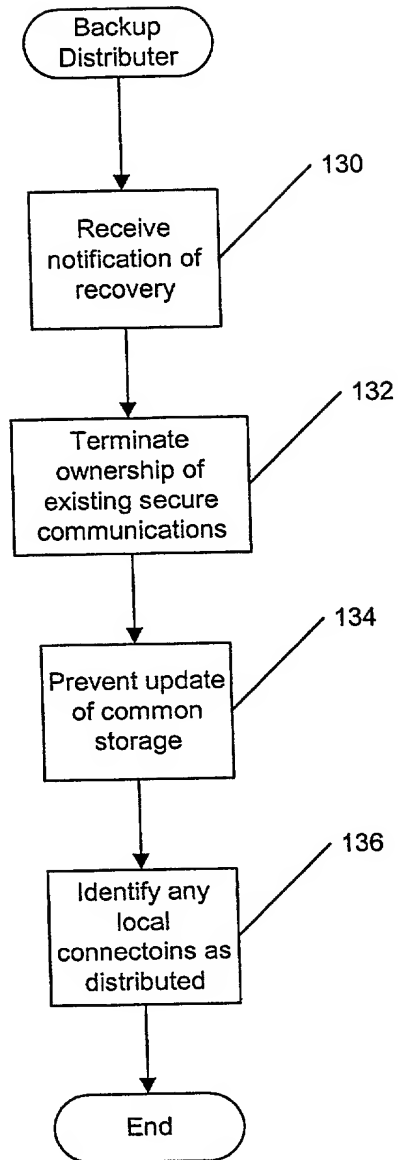 Backup
Distributer
130
Receive
notification of
recovery
132
Terminate
ownership of
existing secure
communications
134
Prevent update
of common
storage
136
Identify any
local
connectoins as
distributed
End